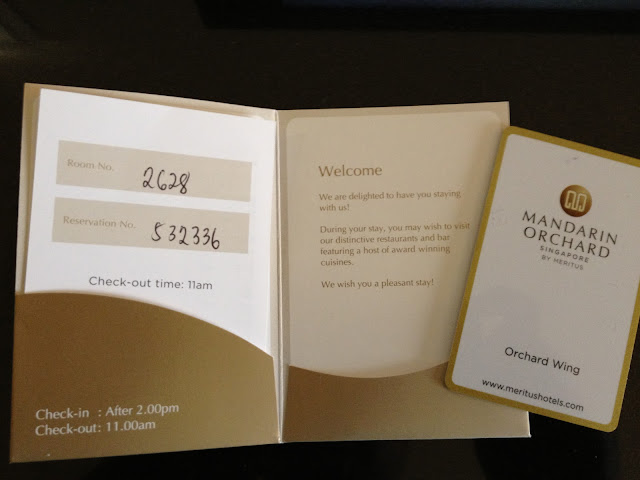 Room No. 2628
Reservation No. 532336
Check-out time: 11am
Check-in : After 2.00pm
Check-out: 11.00am
Welcome
We are delighted to have you staying
with us!
During your stay, you may wish to visit
our distinctive restaurants and bar
featuring a host of award winning
cuisines.
We wish you a pleasant stay!
MANDARIN
ORCHARD
SINGAPORE
BY MERITUS
Orchard Wing
www.meritushotels.com